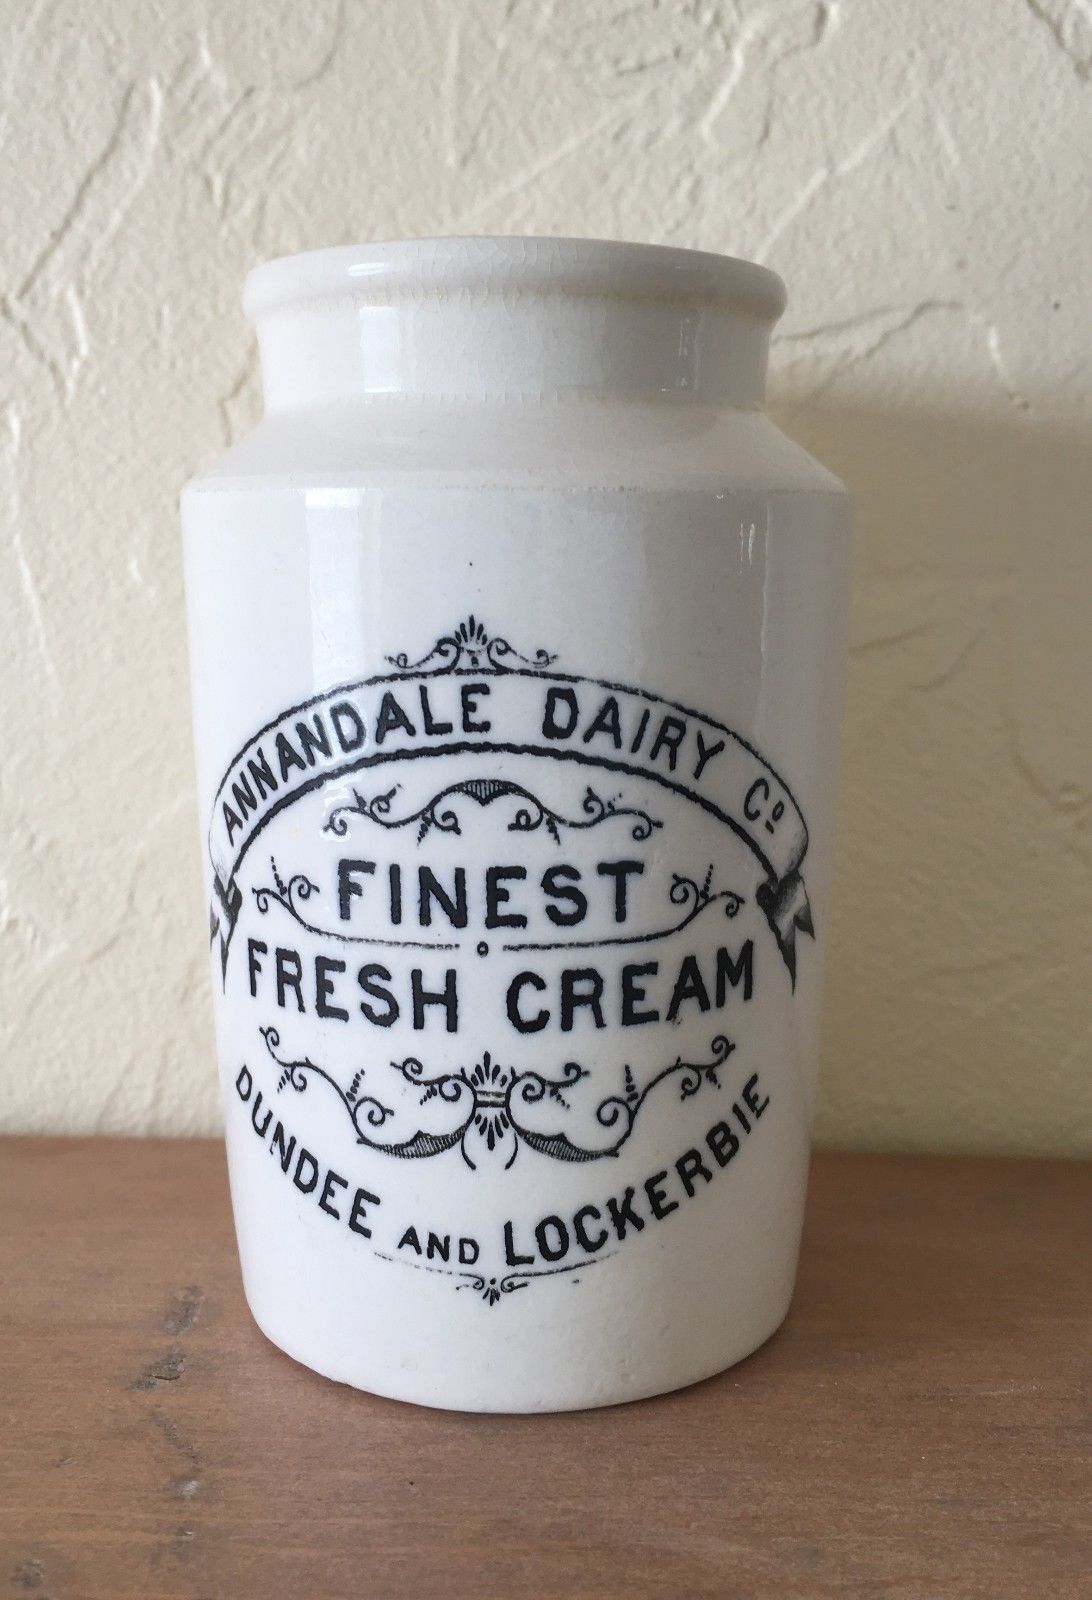 ANNANDALE DAIRY Co
FINEST
FRESH CREAM
DUNDEE AND LOCKERBIE